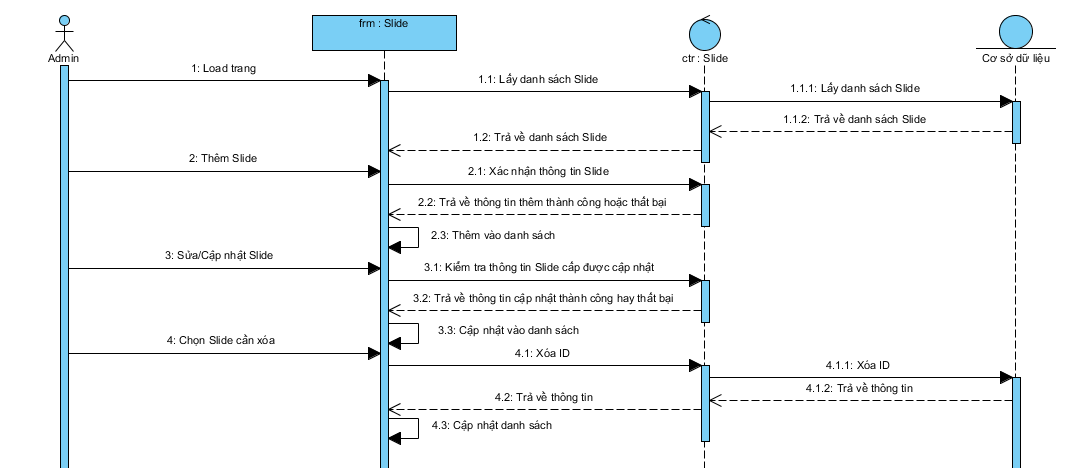 frm : Slide
Admin
ctr : Slide
Cơ sở dữ liệu
1: Load trang
1.1: Lấy danh sách Slide
1.1.1: Lấy danh sách Slide
1.1.2: Trả về danh sách Slide
1.2: Trả về danh sách Slide
2: Thêm Slide
2.1: Xác nhận thông tin Slide
2.2: Trả về thông tin thêm thành công hoặc thất bại
2.3: Thêm vào danh sách
3: Sửa/Cập nhật Slide
3.1: Kiểm tra thông tin Slide cấp được cập nhật
3.2: Trả về thông tin cập nhật thành công hay thất bại
3.3: Cập nhật vào danh sách
4: Chọn Slide cần xóa
4.1: Xóa ID
4.1.1: Xóa ID
4.1.2: Trả về thông tin
4.2: Trả về thông tin
4.3: Cập nhật danh sách